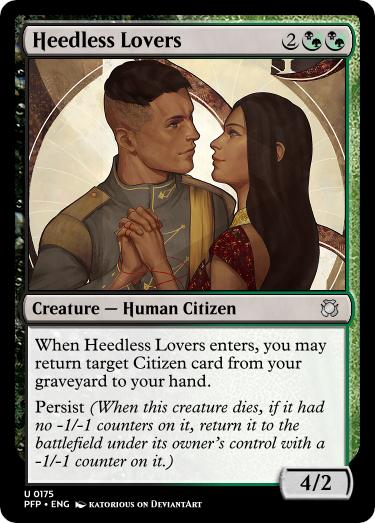 Heedless Lovers 2
Creature — Human Citizen
When Heedless Lovers enters, you may
return target Citizen card from your
graveyard to your hand.
Persist (When this creature dies, if it had
no -1/-1 counters on it, return it to the
battlefield under its owner's control with a
-1/-1 counter on it.)
4/2
U 0175
PFP • ENG KATORIOUS ON DEVIANTART